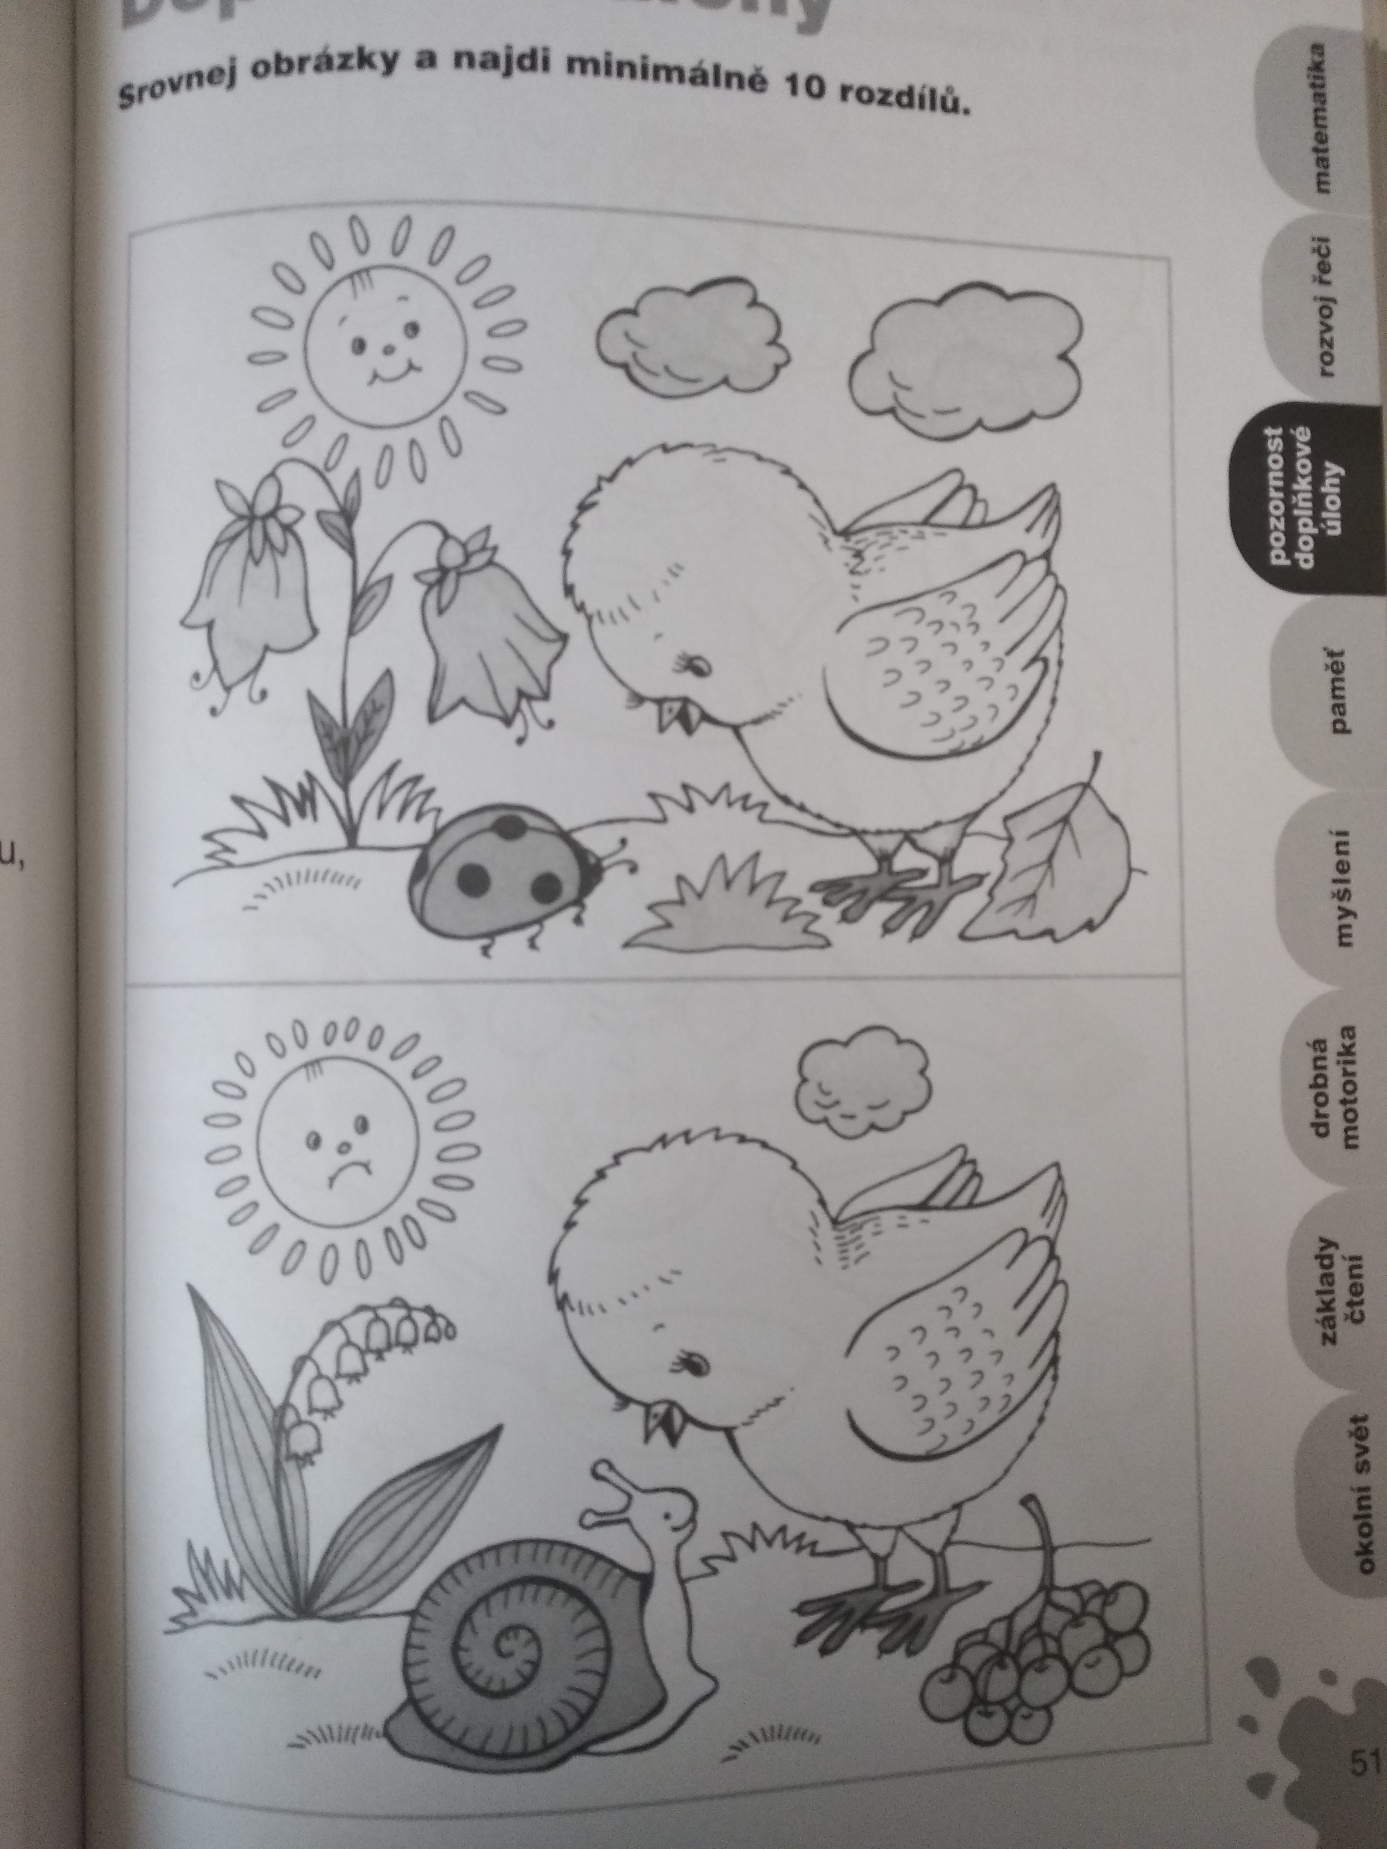 Srovnej obrázky a najdi minimálně 10 rozdílů.
matematika
rozvoj řeči
pozornost
doplňkové
úlohy
paměť
myšlení
drobná
motorika
základy
čtení
okolní svět
51
u,